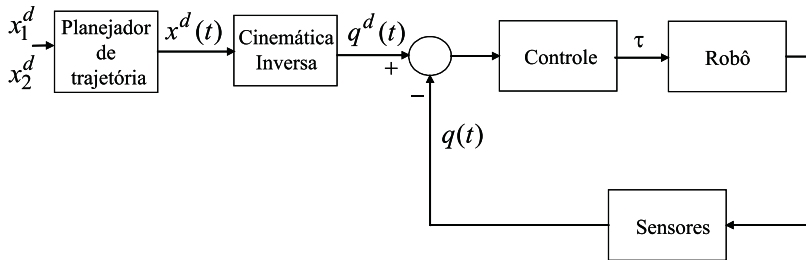 x_1^d
x_2^d
Planejador
de
trajetória
x^d(t)
Cinemática
Inversa
q^d(t)
+
−
Controle
τ
Robô
q(t)
Sensores